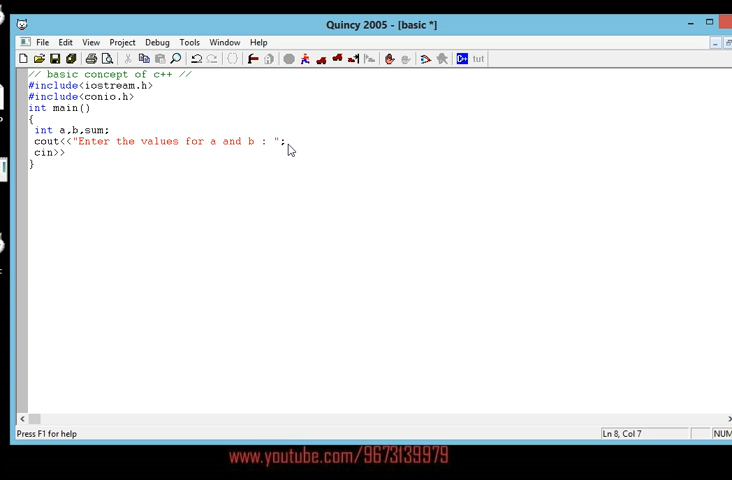 Quincy 2005 - [basic *]
File Edit View Project Debug Tools Window Help
C++ tut
// basic concept of c++ //
#include<iostream.h>
#include<conio.h>
int main()
{
int a,b,sum;
cout<<"Enter the values for a and b : ";
cin>>
}
Press F1 for help
Ln 8, Col 7
NUM
www.youtube.com/9673139979